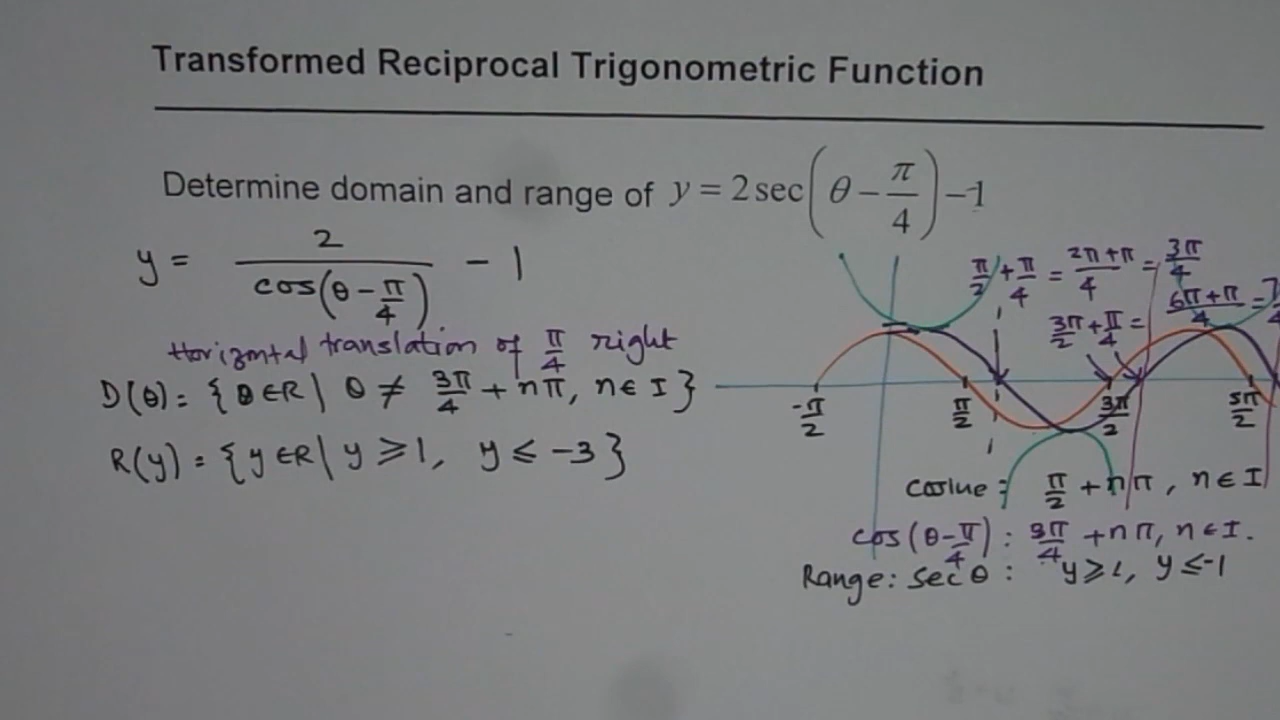 Transformed Reciprocal Trigonometric Function
Determine domain and range of y = 2 sec(θ − π/4) − 1
y = 2 / cos(θ − π/4) − 1
π/2 + π/4 = (2π + π)/4 = 3π/4
3π/2 + π/4 = (6π + π)/4 =
Horizontal translation of π/4 right
D(θ) = {θ ∈ R | θ ≠ 3π/4 + nπ, n ∈ I}
-π/2 π/2 3π/2 5π/2
R(y) = {y ∈ R | y ⩾ 1, y ≤ −3}
cosine : π/2 + nπ, n ∈ I
cos(θ − π/4) : 3π/4 + nπ, n ∈ I.
Range: sec θ : y ⩾ 1, y ≤ −1